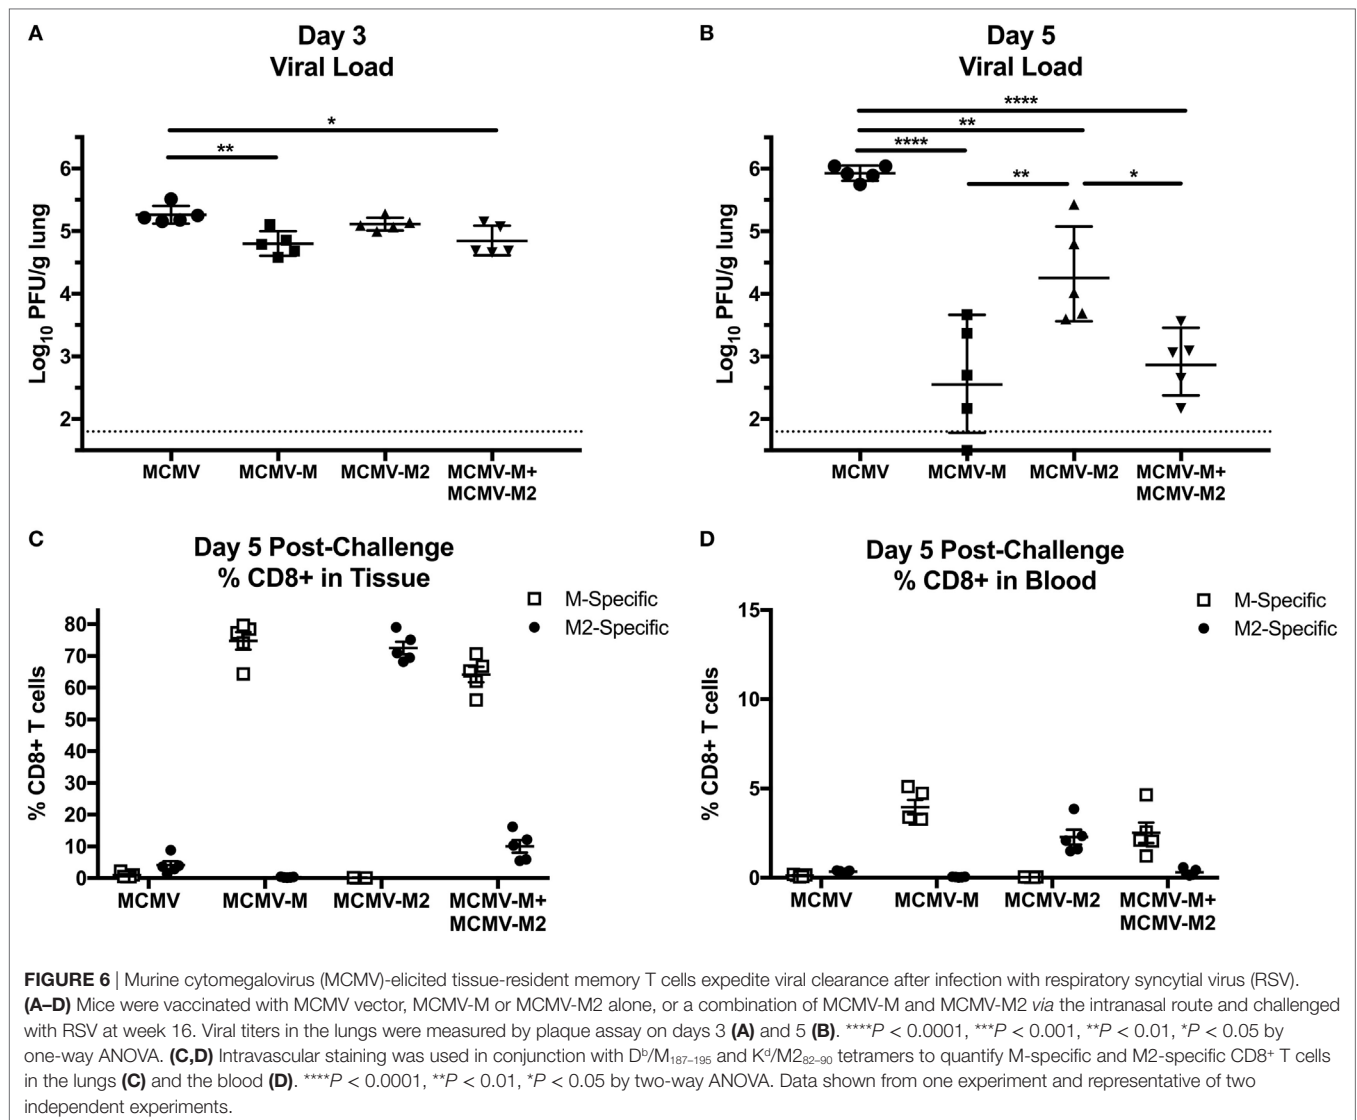 A
Day 3
Viral Load
*
**
Log10 PFU/g lung
6
5
4
3
2
MCMV
MCMV-M
MCMV-M2
MCMV-M+
MCMV-M2
B
Day 5
Viral Load
****
**
****
**
*
Log10 PFU/g lung
6
5
4
3
2
MCMV
MCMV-M
MCMV-M2
MCMV-M+
MCMV-M2
C
Day 5 Post-Challenge
% CD8+ in Tissue
M-Specific
M2-Specific
% CD8+ T cells
80
70
60
50
40
30
20
10
0
MCMV
MCMV-M
MCMV-M2
MCMV-M+
MCMV-M2
D
Day 5 Post-Challenge
% CD8+ in Blood
M-Specific
M2-Specific
% CD8+ T cells
15
10
5
0
MCMV
MCMV-M
MCMV-M2
MCMV-M+
MCMV-M2
FIGURE 6 | Murine cytomegalovirus (MCMV)-elicited tissue-resident memory T cells expedite viral clearance after infection with respiratory syncytial virus (RSV).
(A–D) Mice were vaccinated with MCMV vector, MCMV-M or MCMV-M2 alone, or a combination of MCMV-M and MCMV-M2 via the intranasal route and challenged
with RSV at week 16. Viral titers in the lungs were measured by plaque assay on days 3 (A) and 5 (B). ****P < 0.0001, ***P < 0.001, **P < 0.01, *P < 0.05 by
one-way ANOVA. (C,D) Intravascular staining was used in conjunction with Dᵇ/M187–195 and Kᵈ/M282–90 tetramers to quantify M-specific and M2-specific CD8⁺ T cells
in the lungs (C) and the blood (D). ****P < 0.0001, **P < 0.01, *P < 0.05 by two-way ANOVA. Data shown from one experiment and representative of two
independent experiments.